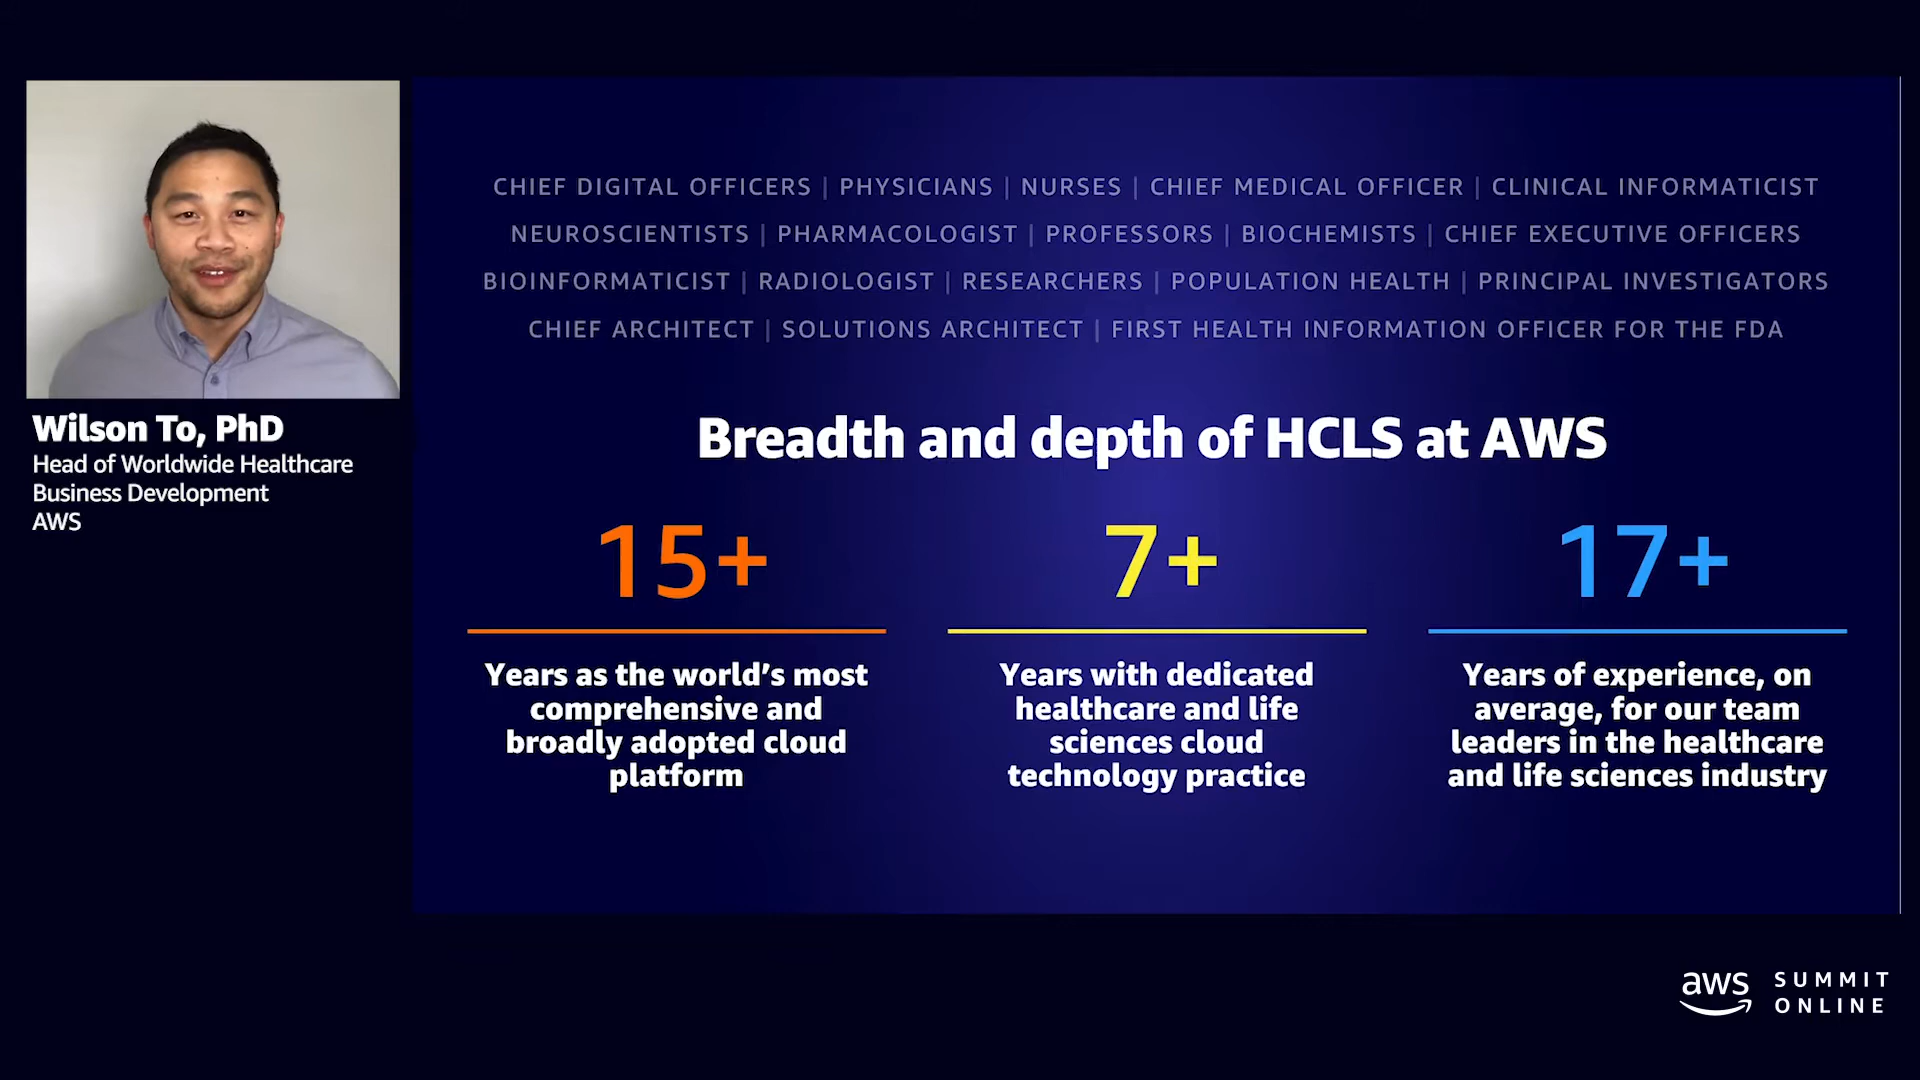 CHIEF DIGITAL OFFICERS | PHYSICIANS | NURSES | CHIEF MEDICAL OFFICER | CLINICAL INFORMATICIST
NEUROSCIENTISTS | PHARMACOLOGIST | PROFESSORS | BIOCHEMISTS | CHIEF EXECUTIVE OFFICERS
BIOINFORMATICIST | RADIOLOGIST | RESEARCHERS | POPULATION HEALTH | PRINCIPAL INVESTIGATORS
CHIEF ARCHITECT | SOLUTIONS ARCHITECT | FIRST HEALTH INFORMATION OFFICER FOR THE FDA
Wilson To, PhD
Head of Worldwide Healthcare
Business Development
AWS
Breadth and depth of HCLS at AWS
15+
Years as the world’s most
comprehensive and
broadly adopted cloud
platform
7+
Years with dedicated
healthcare and life
sciences cloud
technology practice
17+
Years of experience, on
average, for our team
leaders in the healthcare
and life sciences industry
aws
SUMMIT
ONLINE